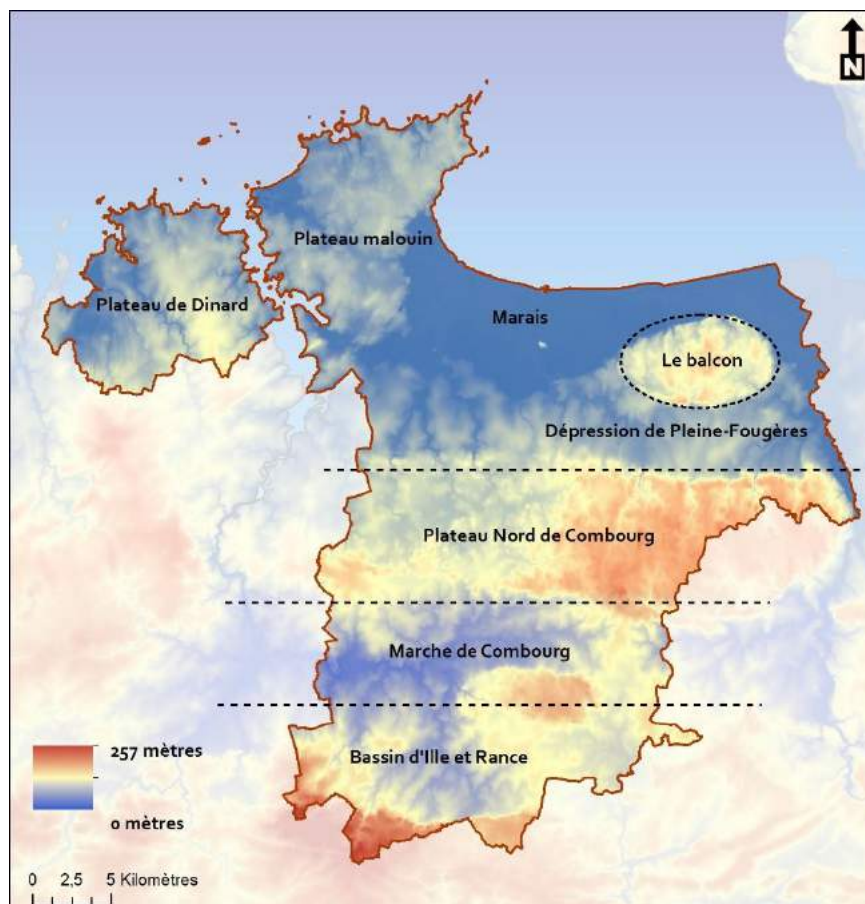 N
Plateau malouin
Plateau de Dinard
Marais
Le balcon
Dépression de Pleine-Fougères
Plateau Nord de Combourg
Marche de Combourg
Bassin d'Ille et Rance
257 mètres
0 mètres
0 2,5 5 Kilomètres